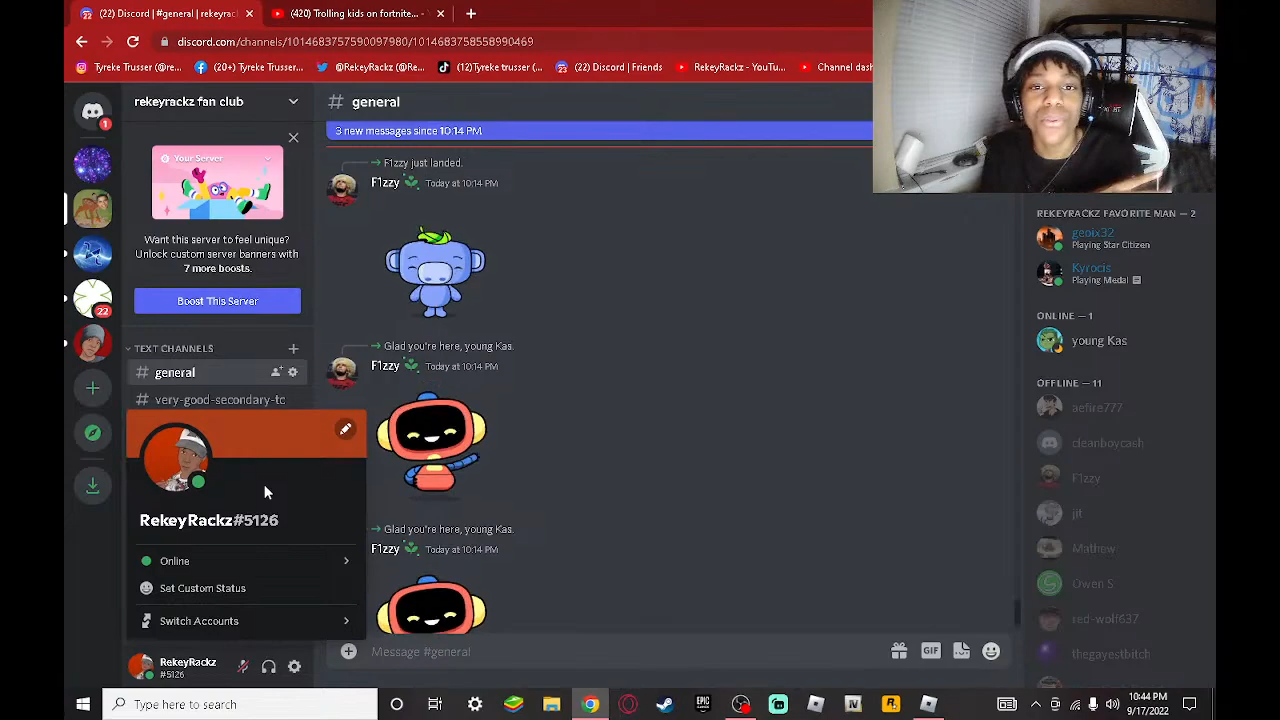 (22) Discord | #general | rekeyrac
(420) Trolling kids on fortnite... -
discord.com/channels/1014683757590097980/1014683758558990469
Tyreke Trusser (@re...
(20+) Tyreke Trusser...
@RekeyRackz (@Re...
(12)Tyreke trusser (...
(22) Discord | Friends
RekeyRackz - YouTu...
Channel dash
rekeyrackz fan club
general
3 new messages since 10:14 PM
Your Server
Want this server to feel unique?
Unlock custom server banners with
7 more boosts.
Boost This Server
TEXT CHANNELS
general
very-good-secondary-tc
F1zzy just landed.
F1zzy Today at 10:14 PM
Glad you're here, young Kas.
F1zzy Today at 10:14 PM
Glad you're here, young Kas.
F1zzy Today at 10:14 PM
REKEYRACKZ FAVORITE MAN — 2
geoix32
Playing Star Citizen
Kyrocis
Playing Medal
ONLINE — 1
young Kas
OFFLINE — 11
aefire777
cleanboycash
F1zzy
jit
Mathew
Owen S
red-wolf637
thegayestbitch
RekeyRackz#5126
Online
Set Custom Status
Switch Accounts
RekeyRackz
#5126
Message #general
GIF
1
22
Type here to search
EPIC
IV
10:44 PM
9/17/2022